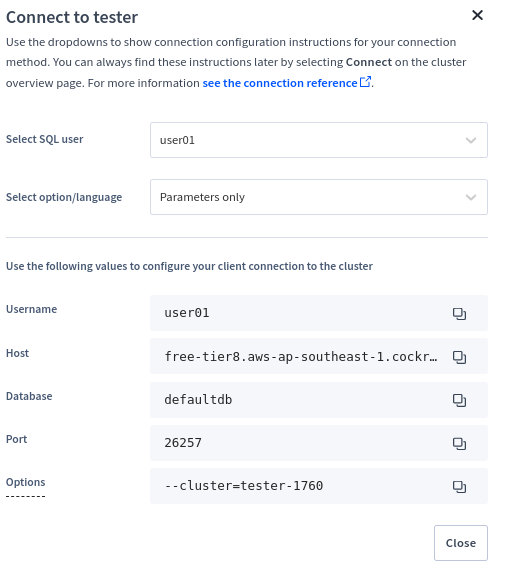 Connect to tester
Use the dropdowns to show connection configuration instructions for your connection
method. You can always find these instructions later by selecting Connect on the cluster
overview page. For more information see the connection reference.
Select SQL user
user01
Select option/language
Parameters only
Use the following values to configure your client connection to the cluster
Username
user01
Host
free-tier8.aws-ap-southeast-1.cockr…
Database
defaultdb
Port
26257
Options
--cluster=tester-1760
Close